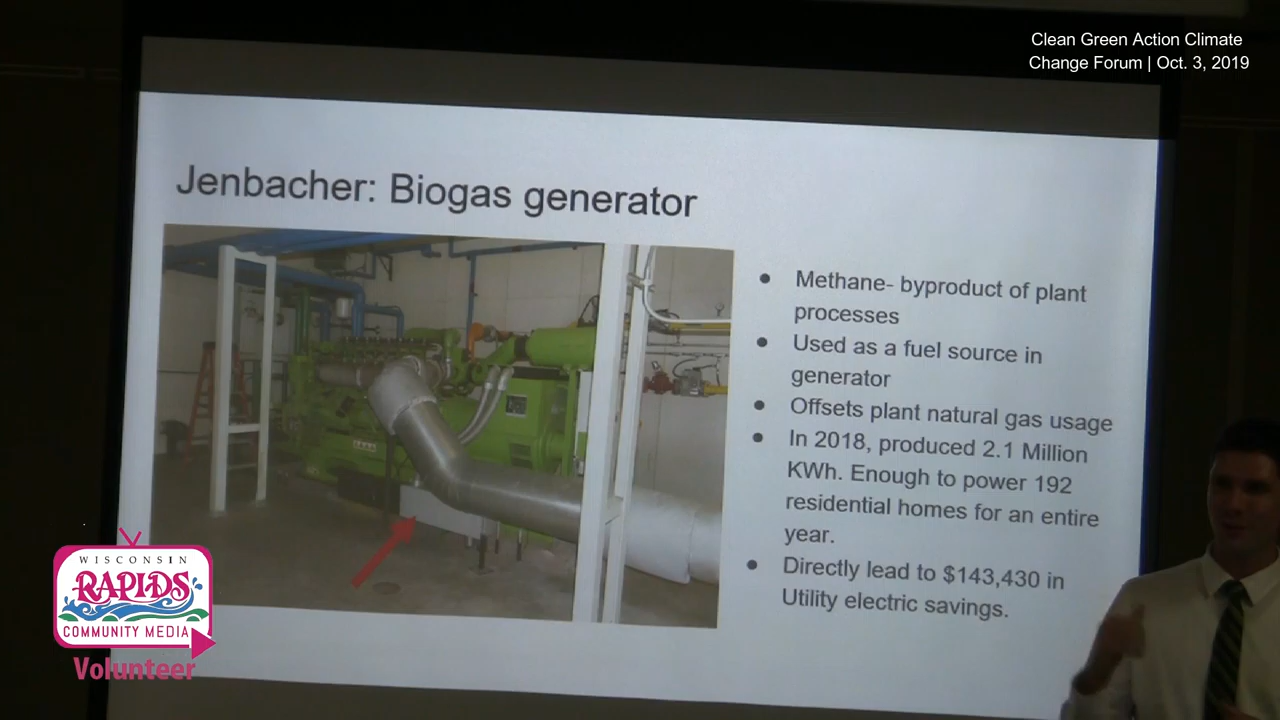 Clean Green Action Climate
Change Forum | Oct. 3, 2019
Jenbacher: Biogas generator
● Methane- byproduct of plant
processes
● Used as a fuel source in
generator
● Offsets plant natural gas usage
● In 2018, produced 2.1 Million
KWh. Enough to power 192
residential homes for an entire
year.
● Directly lead to $143,430 in
Utility electric savings.
WISCONSIN
RAPIDS
COMMUNITY MEDIA
Volunteer